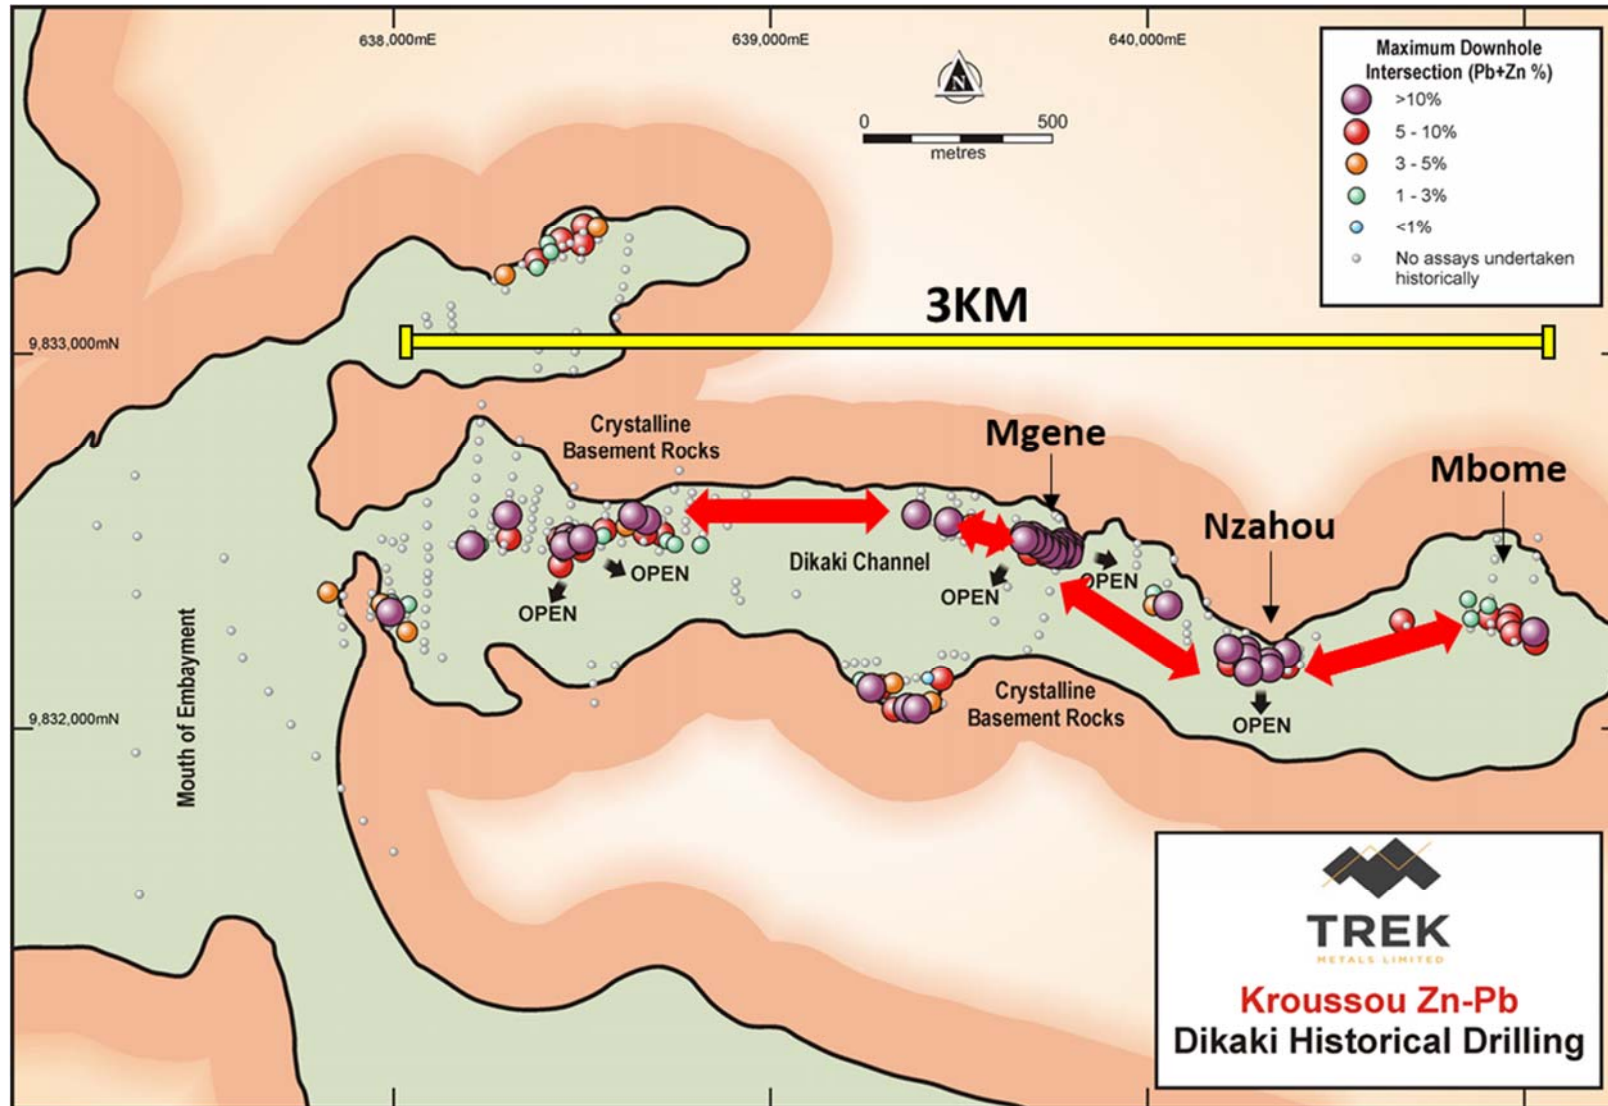 638,000mE
639,000mE
640,000mE
Maximum Downhole
Intersection (Pb+Zn %)
>10%
5 - 10%
3 - 5%
1 - 3%
<1%
No assays undertaken
historically
N
0
500
metres
3KM
9,833,000mN
Crystalline
Basement Rocks
Mgene
Mbome
Nzahou
Dikaki Channel
OPEN
OPEN
OPEN
OPEN
Mouth of Embayment
Crystalline
Basement Rocks
OPEN
9,832,000mN
TREK
METALS LIMITED
Kroussou Zn-Pb
Dikaki Historical Drilling